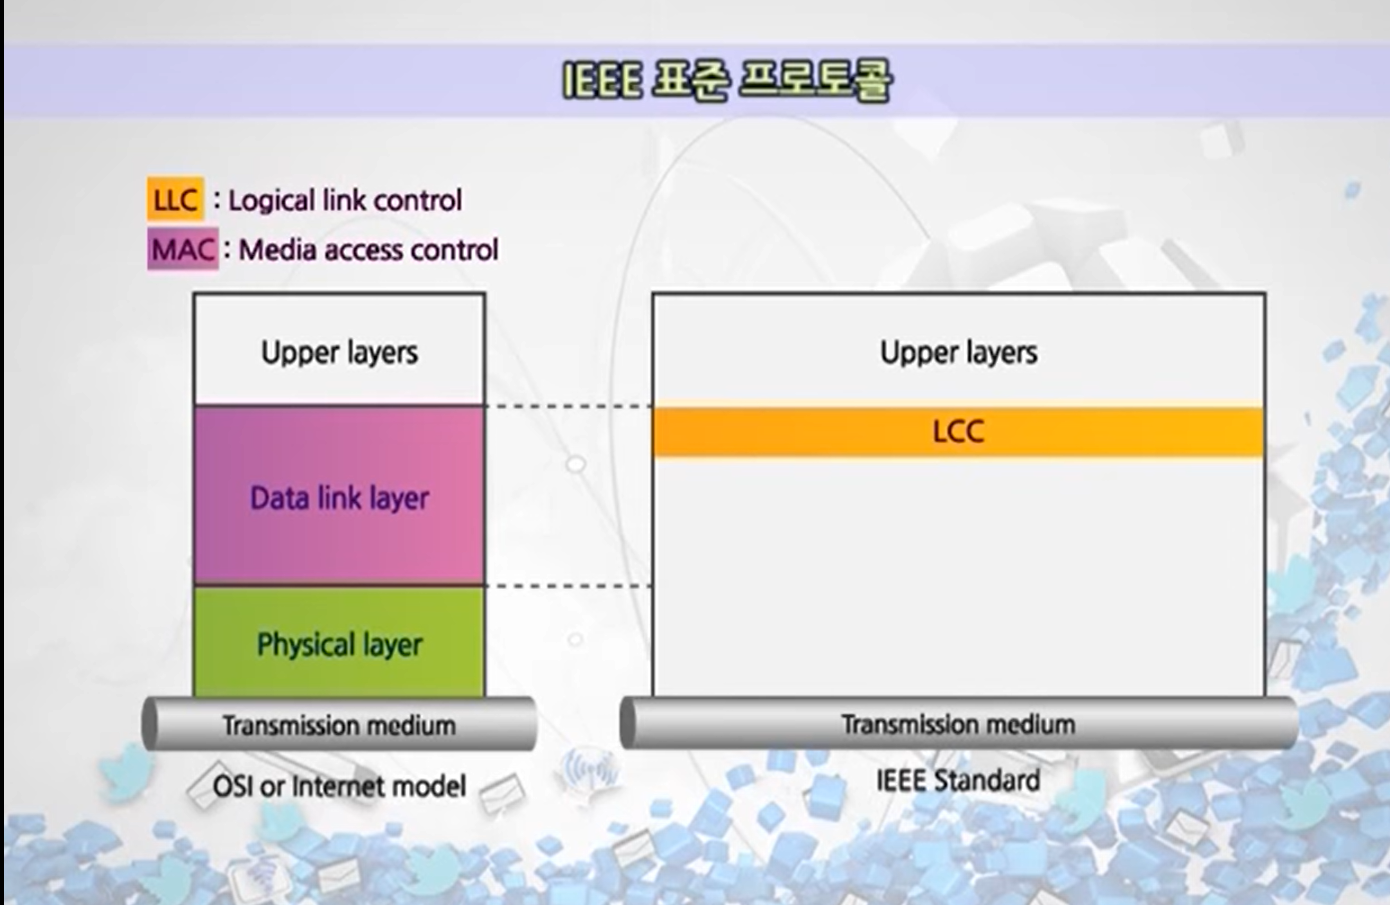 IEEE 표준 프로토콜
LLC : Logical link control
MAC : Media access control
Upper layers
Data link layer
Physical layer
Transmission medium
OSI or Internet model
Upper layers
LCC
Transmission medium
IEEE Standard